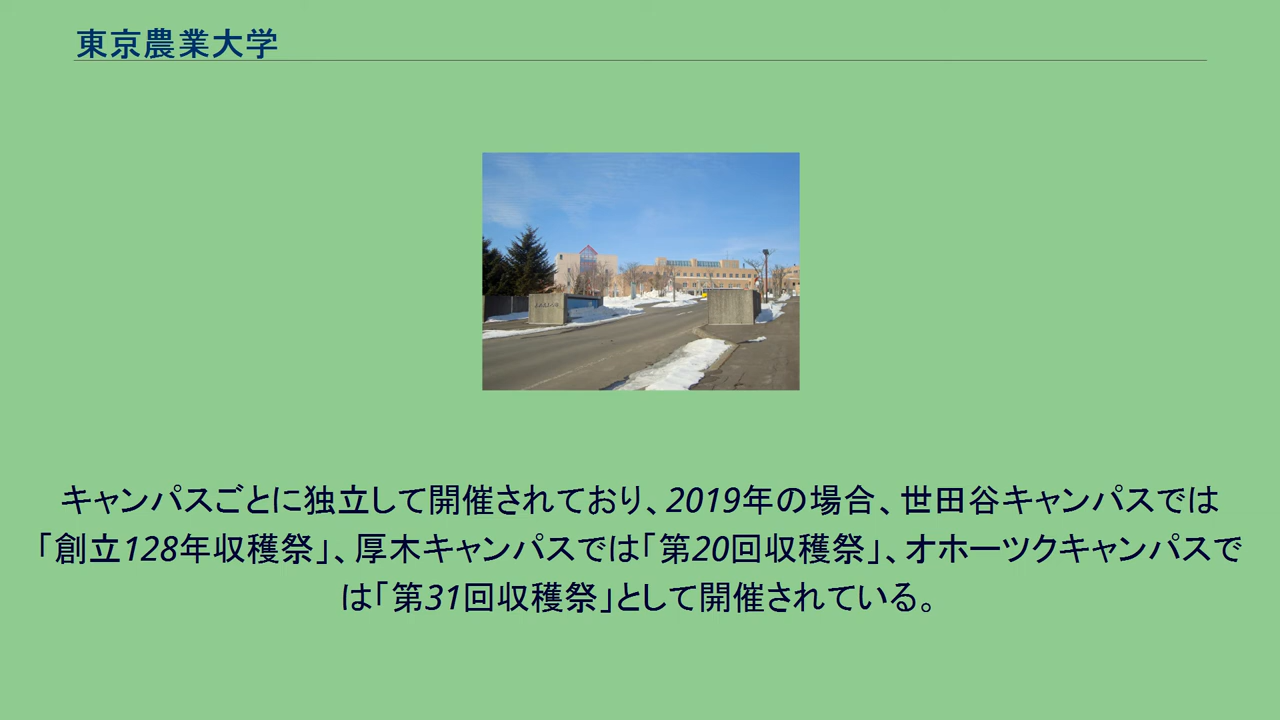 東京農業大学
キャンパスごとに独立して開催されており、2019年の場合、世田谷キャンパスでは
「創立128年収穫祭」、厚木キャンパスでは「第20回収穫祭」、オホーツクキャンパスで
は「第31回収穫祭」として開催されている。